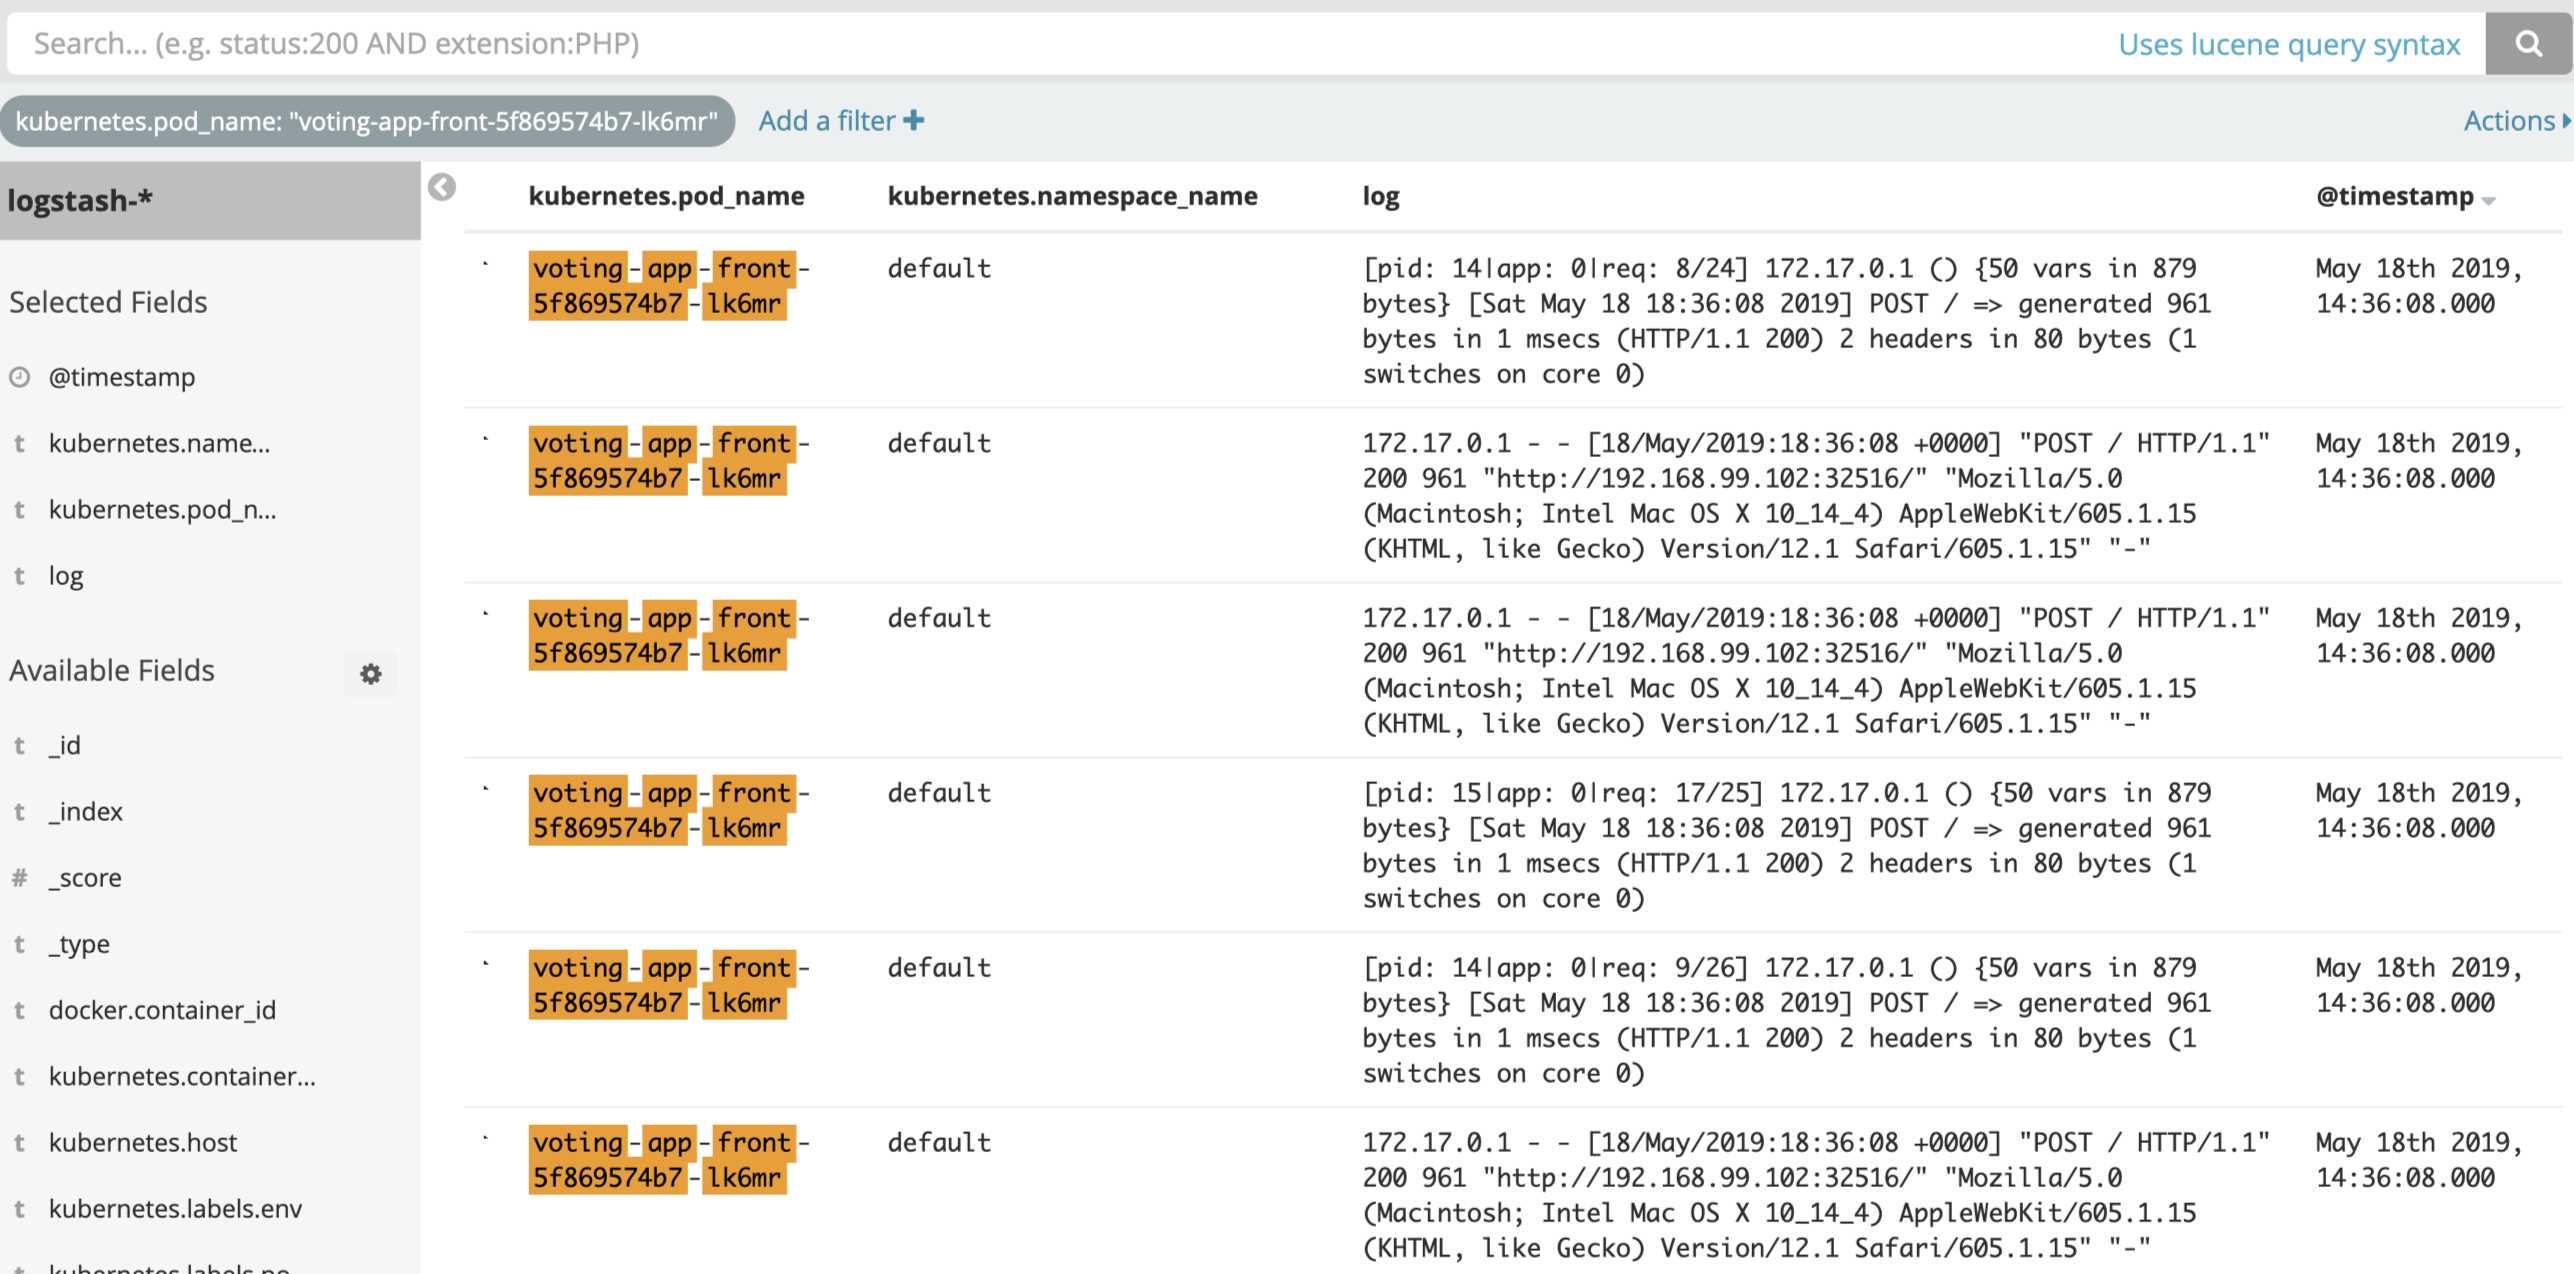 Search... (e.g. status:200 AND extension:PHP)
Uses lucene query syntax
kubernetes.pod_name: "voting-app-front-5f869574b7-lk6mr"
Add a filter
Actions
logstash-*
Selected Fields
@timestamp
t kubernetes.name...
t kubernetes.pod_n...
t log
Available Fields
t _id
t _index
# _score
t _type
t docker.container_id
t kubernetes.container...
t kubernetes.host
t kubernetes.labels.env
kubernetes.pod_name kubernetes.namespace_name log @timestamp
voting-app-front-
5f869574b7-lk6mr
default
[pid: 14|app: 0|req: 8/24] 172.17.0.1 () {50 vars in 879
bytes} [Sat May 18 18:36:08 2019] POST / => generated 961
bytes in 1 msecs (HTTP/1.1 200) 2 headers in 80 bytes (1
switches on core 0)
May 18th 2019,
14:36:08.000
voting-app-front-
5f869574b7-lk6mr
default
172.17.0.1 - - [18/May/2019:18:36:08 +0000] "POST / HTTP/1.1"
200 961 "http://192.168.99.102:32516/" "Mozilla/5.0
(Macintosh; Intel Mac OS X 10_14_4) AppleWebKit/605.1.15
(KHTML, like Gecko) Version/12.1 Safari/605.1.15" "-"
May 18th 2019,
14:36:08.000
voting-app-front-
5f869574b7-lk6mr
default
172.17.0.1 - - [18/May/2019:18:36:08 +0000] "POST / HTTP/1.1"
200 961 "http://192.168.99.102:32516/" "Mozilla/5.0
(Macintosh; Intel Mac OS X 10_14_4) AppleWebKit/605.1.15
(KHTML, like Gecko) Version/12.1 Safari/605.1.15" "-"
May 18th 2019,
14:36:08.000
voting-app-front-
5f869574b7-lk6mr
default
[pid: 15|app: 0|req: 17/25] 172.17.0.1 () {50 vars in 879
bytes} [Sat May 18 18:36:08 2019] POST / => generated 961
bytes in 1 msecs (HTTP/1.1 200) 2 headers in 80 bytes (1
switches on core 0)
May 18th 2019,
14:36:08.000
voting-app-front-
5f869574b7-lk6mr
default
[pid: 14|app: 0|req: 9/26] 172.17.0.1 () {50 vars in 879
bytes} [Sat May 18 18:36:08 2019] POST / => generated 961
bytes in 1 msecs (HTTP/1.1 200) 2 headers in 80 bytes (1
switches on core 0)
May 18th 2019,
14:36:08.000
voting-app-front-
5f869574b7-lk6mr
default
172.17.0.1 - - [18/May/2019:18:36:08 +0000] "POST / HTTP/1.1"
200 961 "http://192.168.99.102:32516/" "Mozilla/5.0
(Macintosh; Intel Mac OS X 10_14_4) AppleWebKit/605.1.15
(KHTML, like Gecko) Version/12.1 Safari/605.1.15" "-"
May 18th 2019,
14:36:08.000